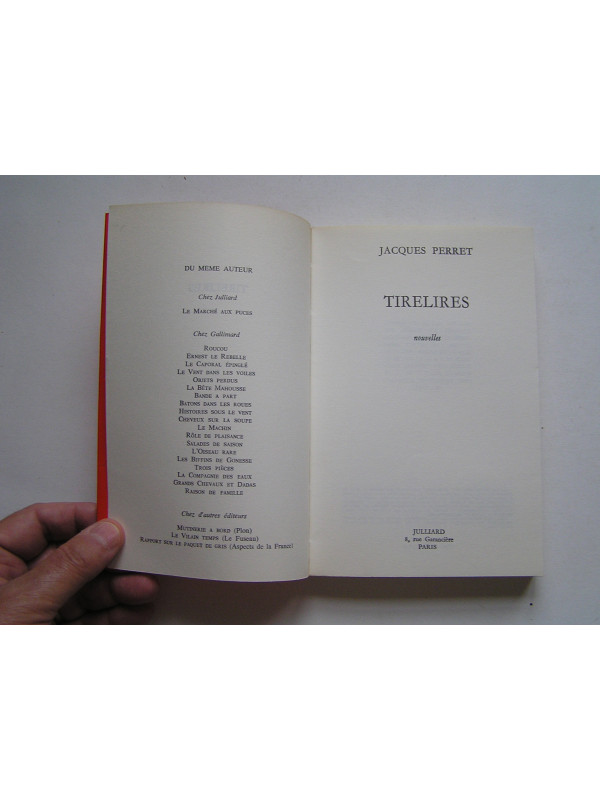 DU MEME AUTEUR
Chez Julliard
LE MARCHÉ AUX PUCES
Chez Gallimard
ROUCOU
ERNEST LE REBELLE
LE CAPORAL ÉPINGLÉ
LE VENT DANS LES VOILES
OBJETS PERDUS
LA BÊTE MAHOUSSE
BANDE A PART
BATONS DANS LES ROUES
HISTOIRES SOUS LE VENT
CHEVEUX SUR LA SOUPE
LE MACHIN
RÔLE DE PLAISANCE
SALADES DE SAISON
L'OISEAU RARE
LES BIFFINS DE GONESSE
TROIS PIÈCES
LA COMPAGNIE DES EAUX
GRANDS CHEVAUX ET DADAS
RAISON DE FAMILLE
Chez d'autres éditeurs
MUTINERIE A BORD (Plon)
LE VILAIN TEMPS (Le Fuseau)
RAPPORT SUR LE PAQUET DE GRIS (Aspects de la France)
JACQUES PERRET
TIRELIRES
nouvelles
JULLIARD
8, rue Garancière
PARIS